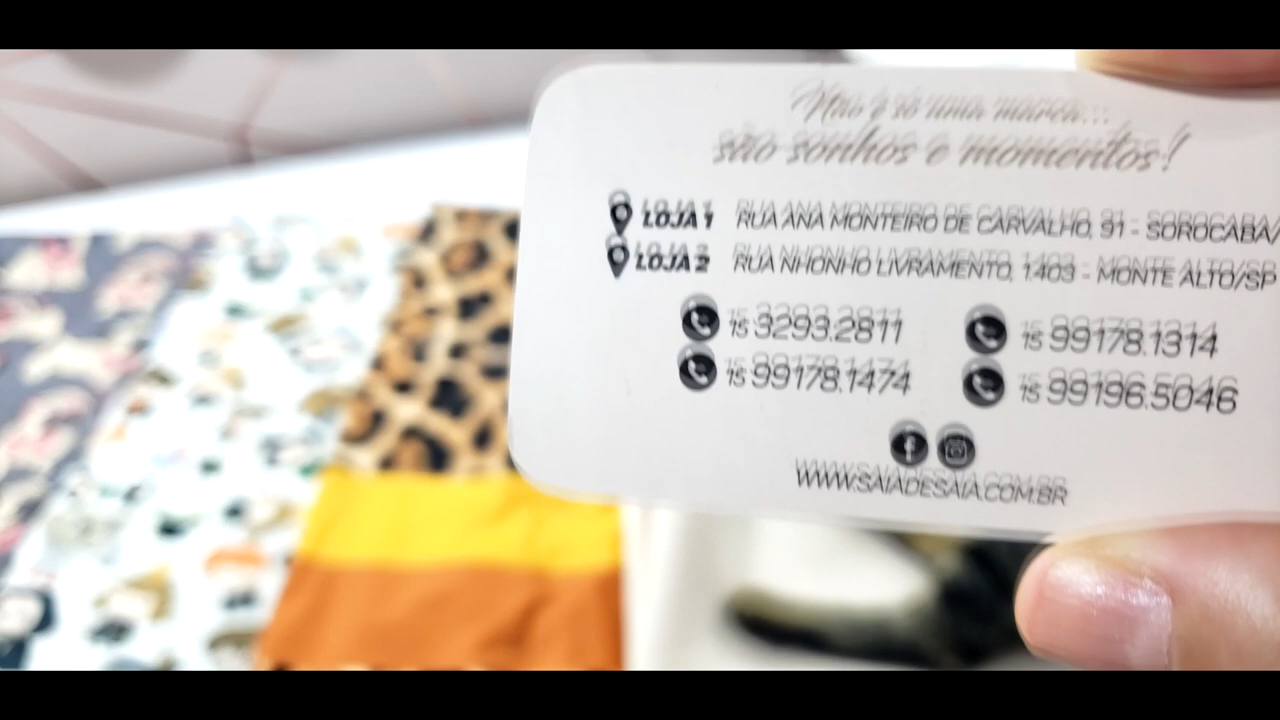 Não é só uma marca...
são sonhos e momentos!
LOJA 1 RUA ANA MONTEIRO DE CARVALHO, 91 - SOROCABA/
LOJA 2 RUA NHONHO LIVRAMENTO, 1.403 - MONTE ALTO/SP
15 3293.2811 15 99178.1314
15 99178.1474 15 99196.5046
WWW.SAIADESAIA.COM.BR